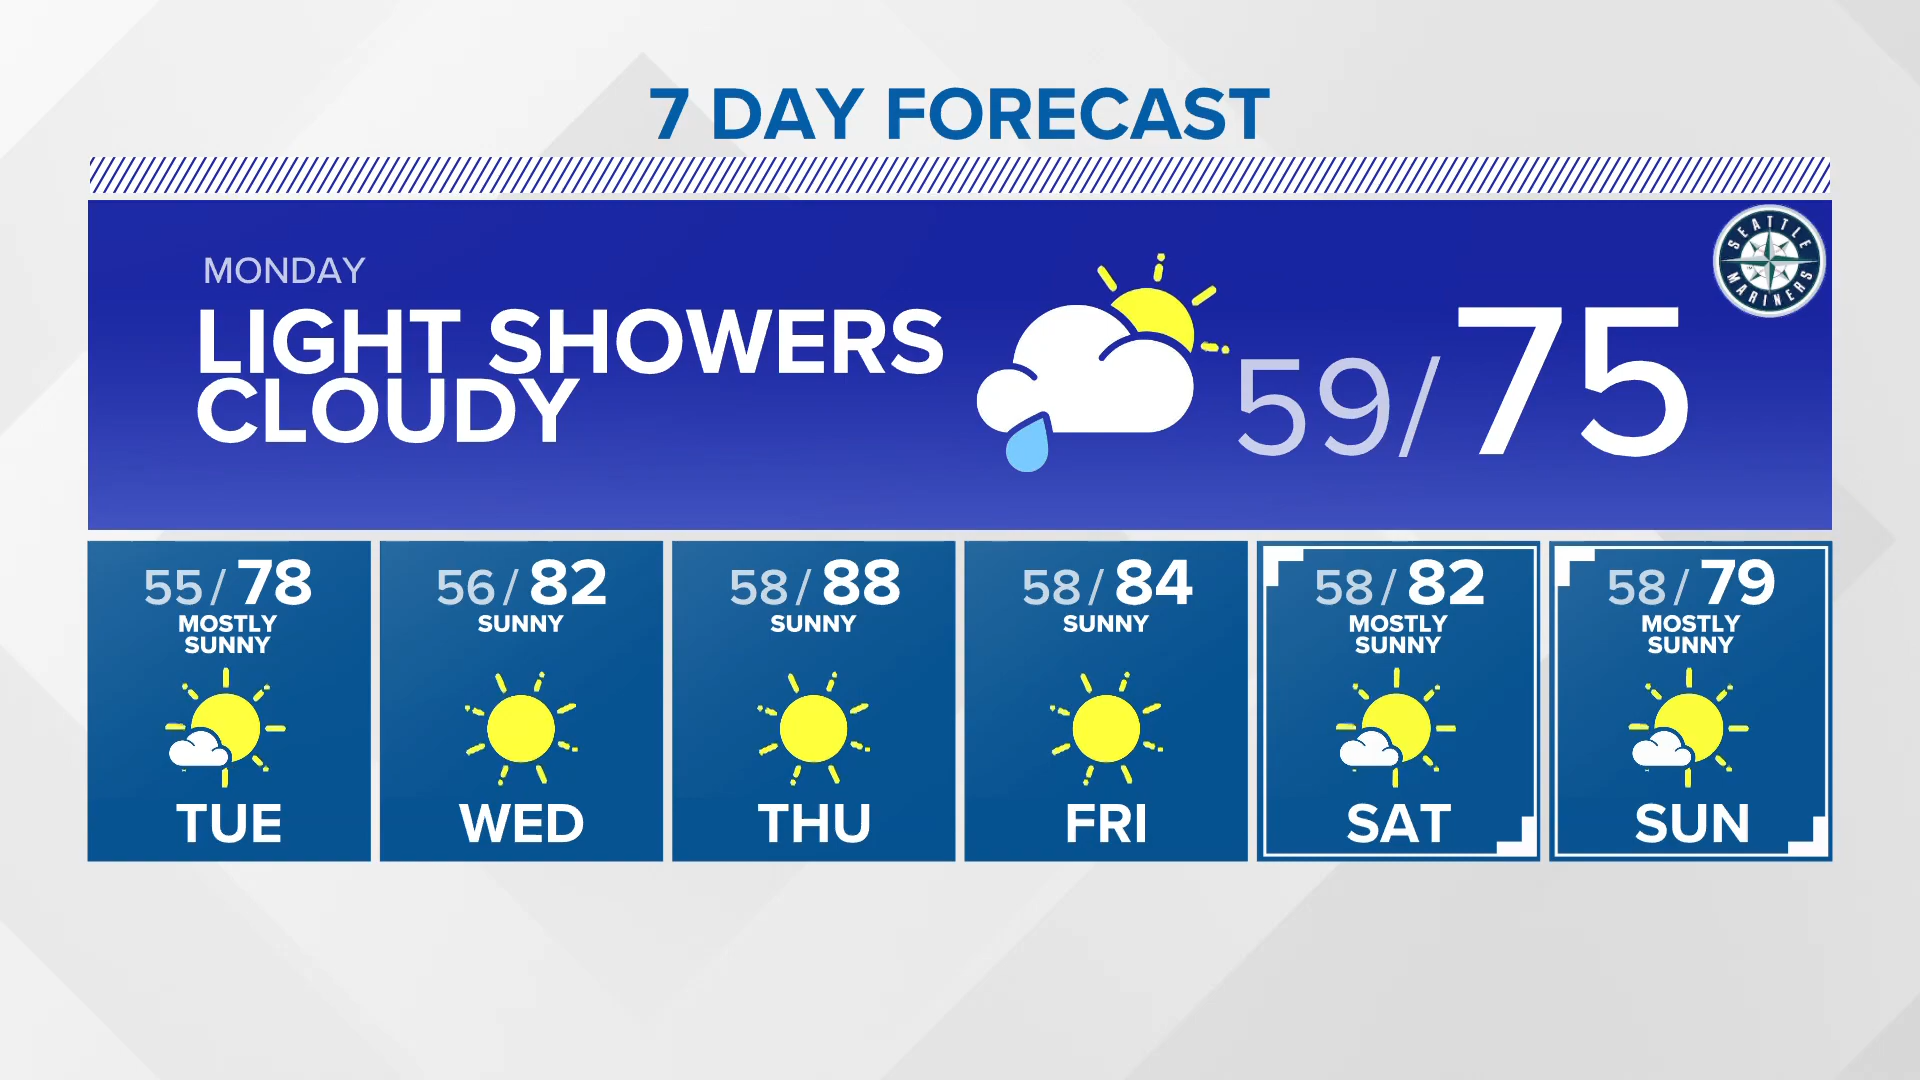 7 DAY FORECAST
SEATTLE
MARINERS
MONDAY
LIGHT SHOWERS
CLOUDY
59/75
55/78
MOSTLY
SUNNY
TUE
56/82
SUNNY
WED
58/88
SUNNY
THU
58/84
SUNNY
FRI
58/82
MOSTLY
SUNNY
SAT
58/79
MOSTLY
SUNNY
SUN